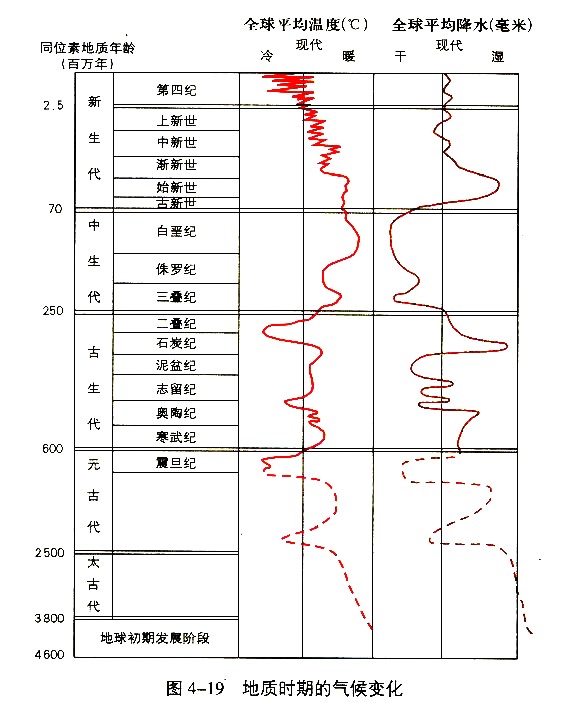 全球平均温度(℃) 全球平均降水(毫米)
同位素地质年龄 现代 现代
(百万年) 冷 暖 干 湿
新生代
第四纪
2.5
上新世
中新世
渐新世
始新世
古新世
70
中生代
白垩纪
侏罗纪
三叠纪
250
古生代
二叠纪
石炭纪
泥盆纪
志留纪
奥陶纪
寒武纪
600
元古代
震旦纪
2500
太古代
3800
地球初期发展阶段
4600
图 4-19 地质时期的气候变化